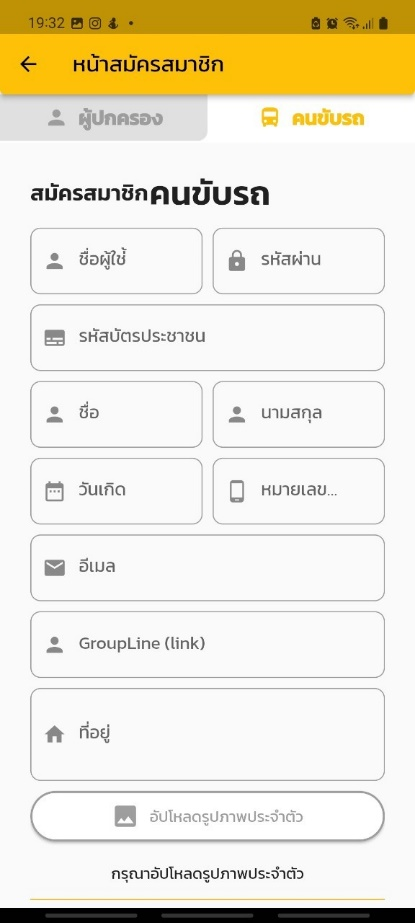 19:32
หน้าสมัครสมาชิก
ผู้ปกครอง
คนขับรถ
สมัครสมาชิกคนขับรถ
ชื่อผู้ใช้
รหัสผ่าน
รหัสบัตรประชาชน
ชื่อ
นามสกุล
วันเกิด
หมายเลข...
อีเมล
GroupLine (link)
ที่อยู่
อัปโหลดรูปภาพประจำตัว
กรุณาอัปโหลดรูปภาพประจำตัว